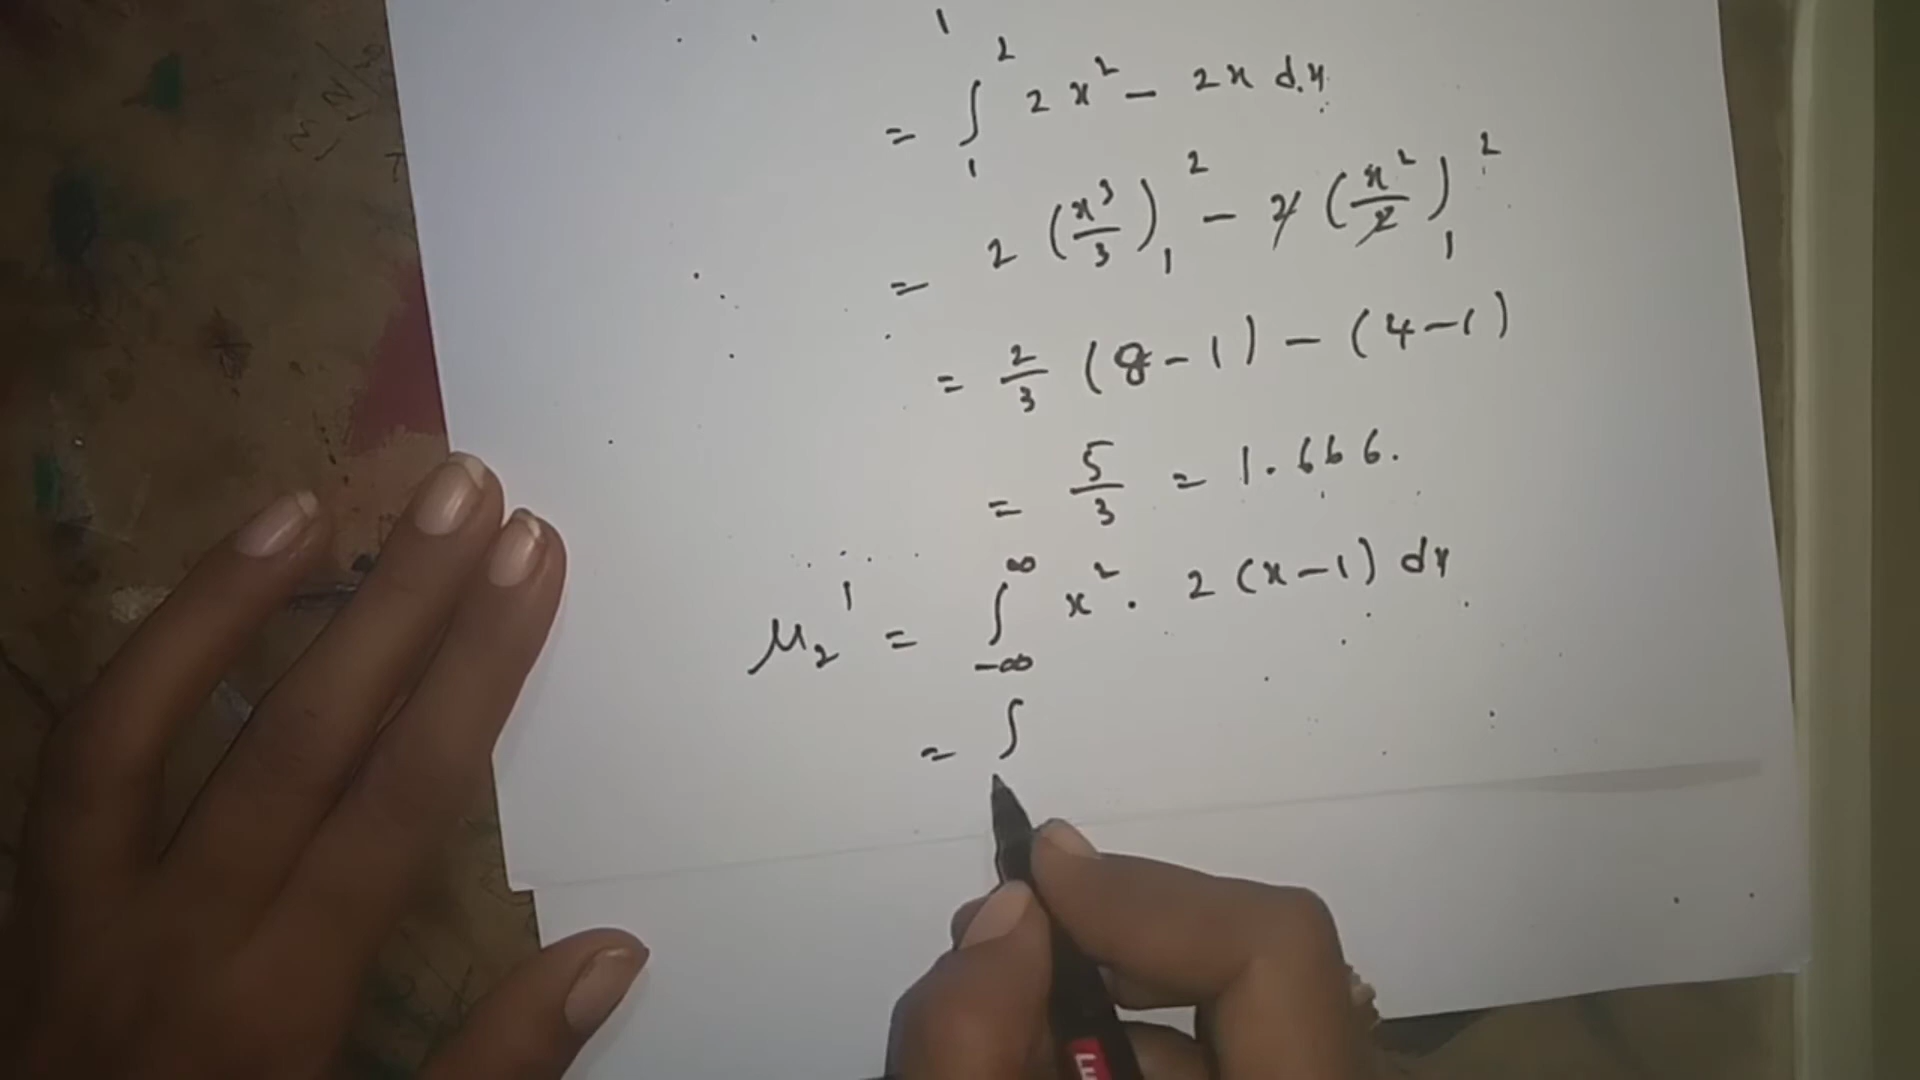 1
= ∫₁² 2x² − 2x dx
= 2 (x³/3)₁² − 2 (x²/2)₁²
= 2/3 (8 − 1) − (4 − 1)
= 5/3 = 1.666.
μ₂' = ∫₋∞^∞ x² · 2 (x − 1) dx
= ∫